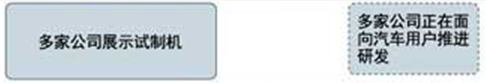 多家公司展示试制机
多家公司正在面
向汽车用户推进
研发